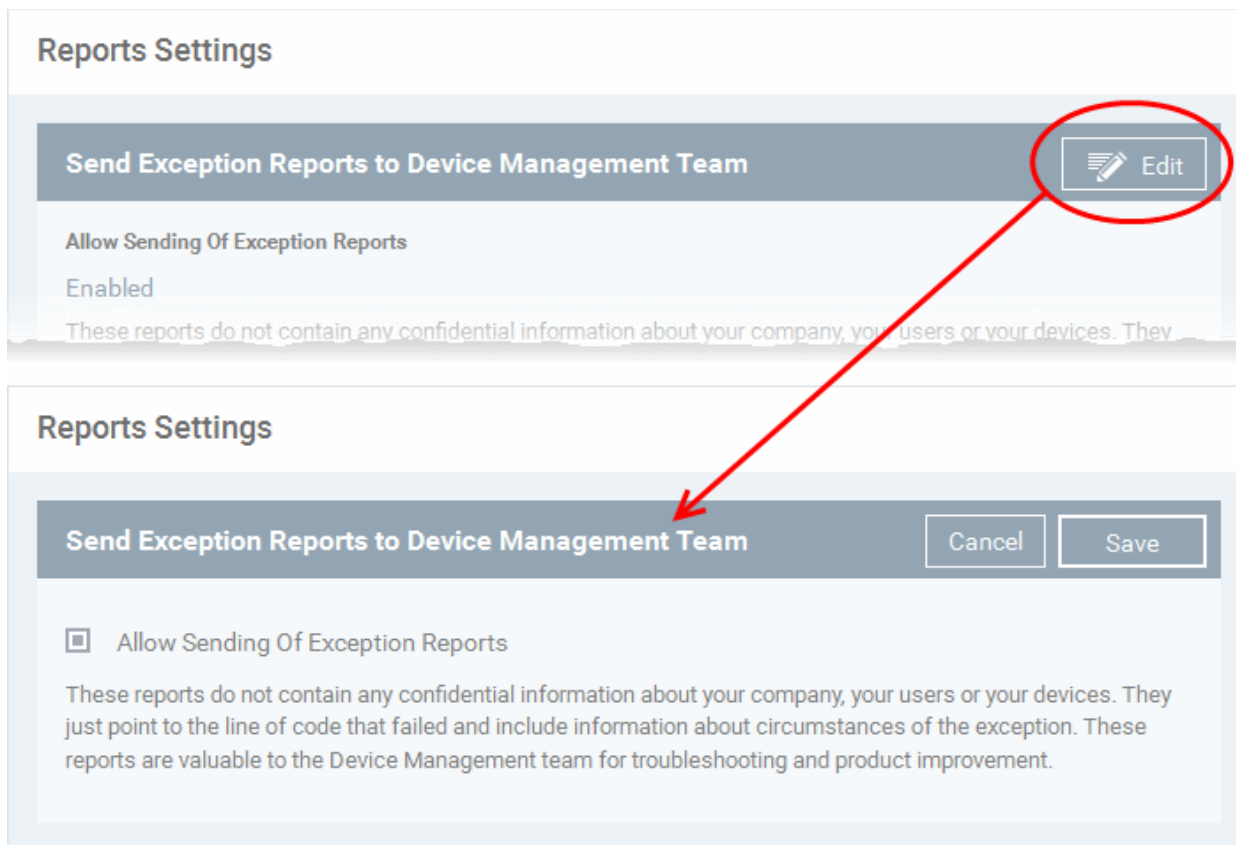 Reports Settings
Send Exception Reports to Device Management Team
Edit
Allow Sending Of Exception Reports
Enabled
These reports do not contain any confidential information about your company, your users or your devices. They
Reports Settings
Send Exception Reports to Device Management Team
Cancel
Save
Allow Sending Of Exception Reports
These reports do not contain any confidential information about your company, your users or your devices. They
just point to the line of code that failed and include information about circumstances of the exception. These
reports are valuable to the Device Management team for troubleshooting and product improvement.